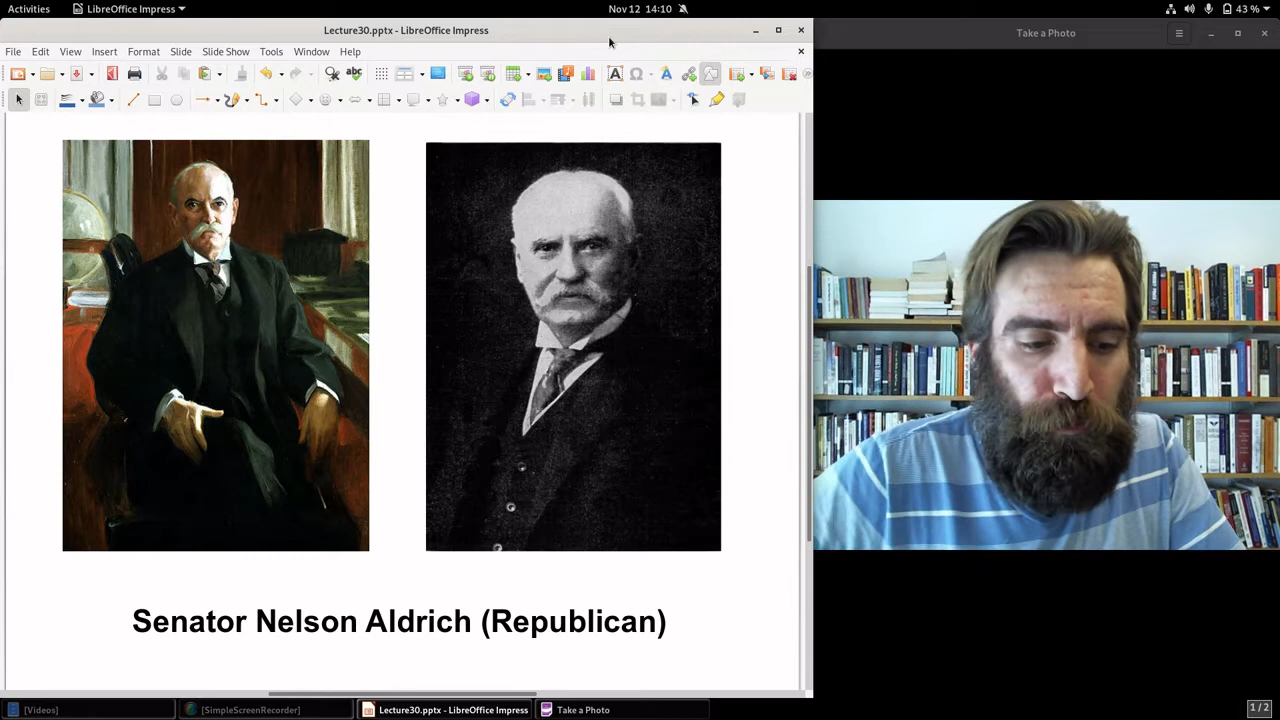 Activities LibreOffice Impress Nov 12 14:10 43 %
Lecture30.pptx - LibreOffice Impress
Take a Photo
File Edit View Insert Format Slide Slide Show Tools Window Help
abc
Senator Nelson Aldrich (Republican)
[Videos] [SimpleScreenRecorder] Lecture30.pptx - LibreOffice Impress Take a Photo 1 / 2